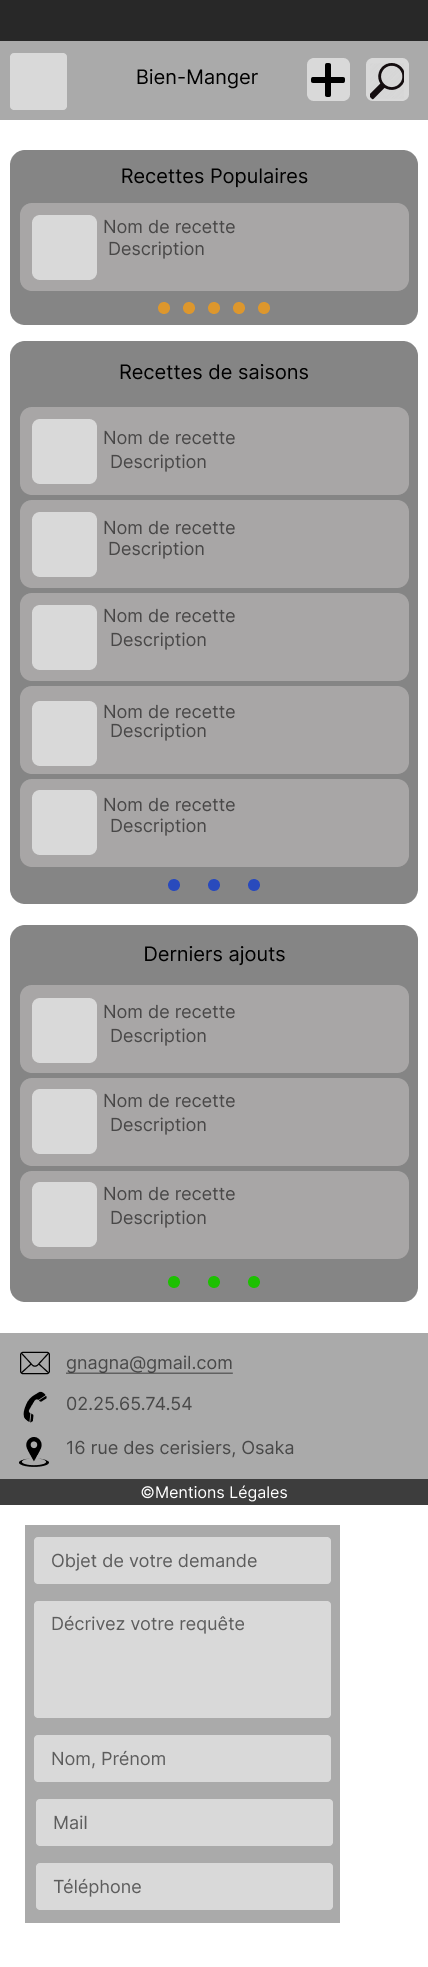 Bien-Manger
Recettes Populaires
Nom de recette
Description
Recettes de saisons
Nom de recette
Description
Nom de recette
Description
Nom de recette
Description
Nom de recette
Description
Nom de recette
Description
Derniers ajouts
Nom de recette
Description
Nom de recette
Description
Nom de recette
Description
gnagna@gmail.com
02.25.65.74.54
16 rue des cerisiers, Osaka
©Mentions Légales
Objet de votre demande
Décrivez votre requête
Nom, Prénom
Mail
Téléphone